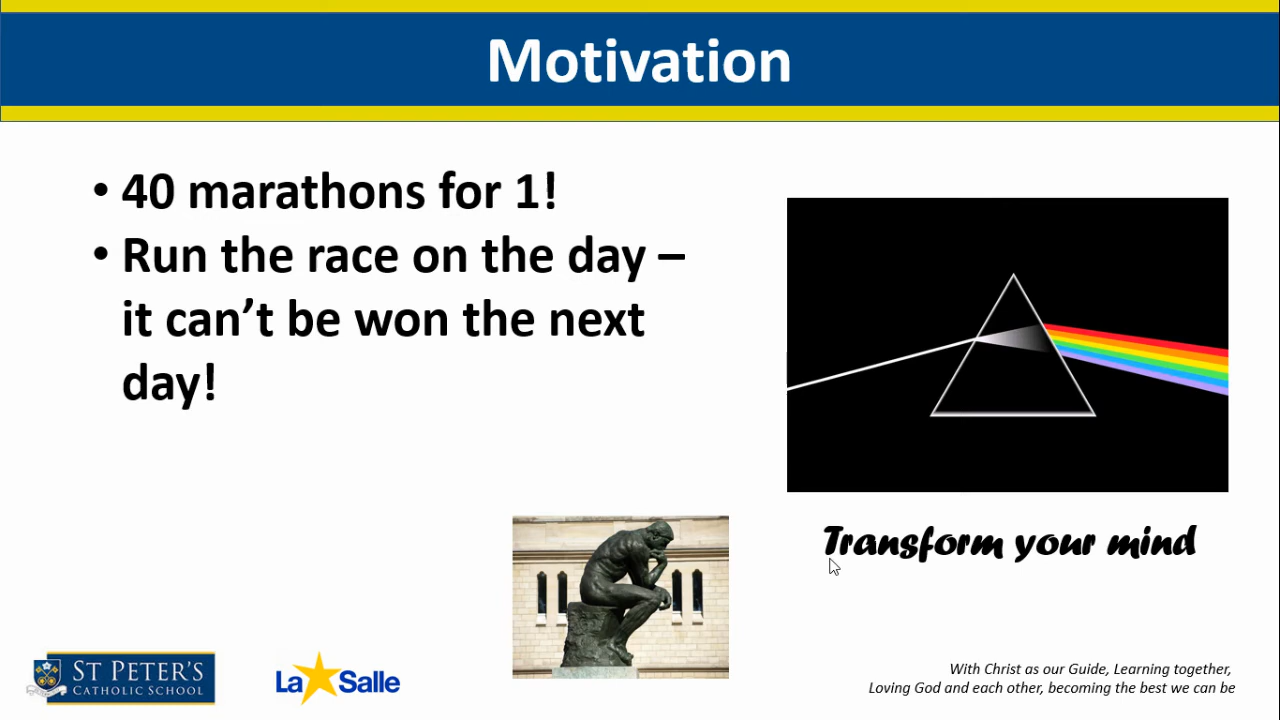 Motivation
• 40 marathons for 1!
• Run the race on the day –
it can’t be won the next
day!
Transform your mind
ST PETER'S
CATHOLIC SCHOOL
La Salle
With Christ as our Guide, Learning together,
Loving God and each other, becoming the best we can be